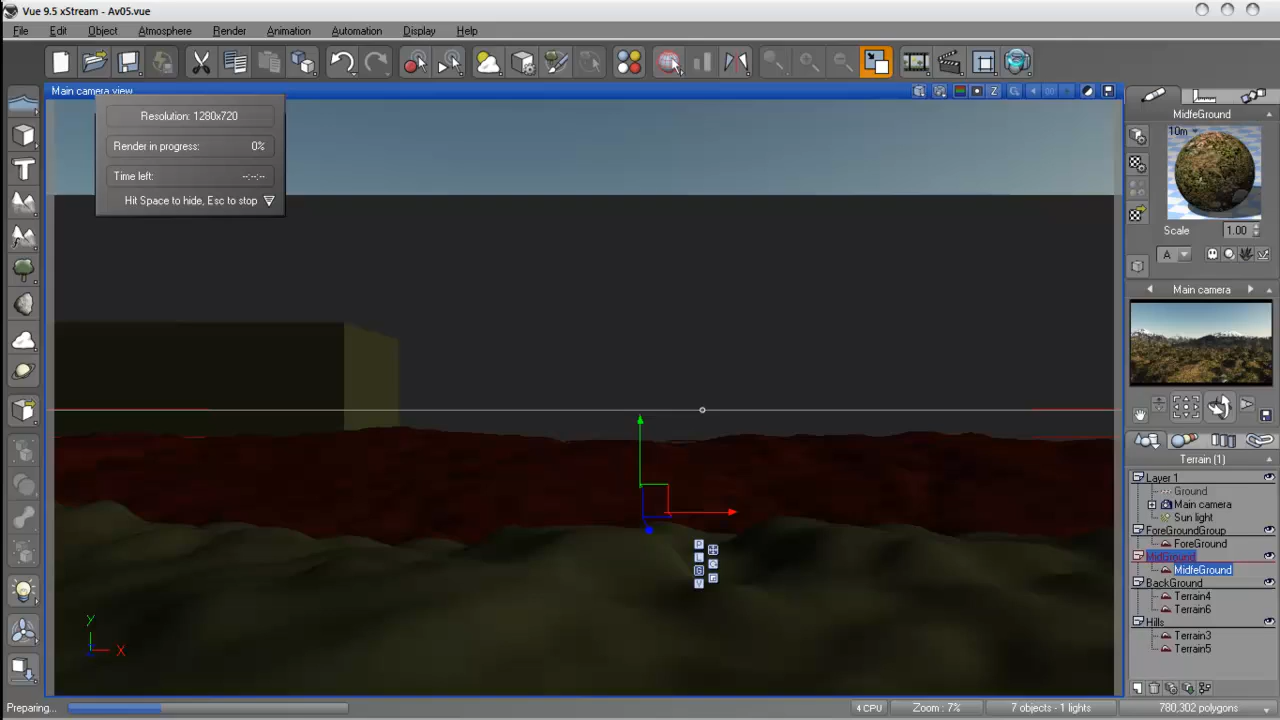 Vue 9.5 xStream - Av05.vue
File Edit Object Atmosphere Render Animation Automation Display Help
Main camera view
Z
Resolution: 1280x720
Render in progress: 0%
Time left: --:--:--
Hit Space to hide, Esc to stop
MidfeGround
10m
Scale 1.00
A
Main camera
Terrain (1)
Layer 1
Ground
Main camera
Sun light
ForeGroundGroup
ForeGround
MidGround
MidfeGround
BackGround
Terrain4
Terrain6
Hills
Terrain3
Terrain5
Y
X
Preparing...
4 CPU
Zoom : 7%
7 objects - 1 lights
780,302 polygons